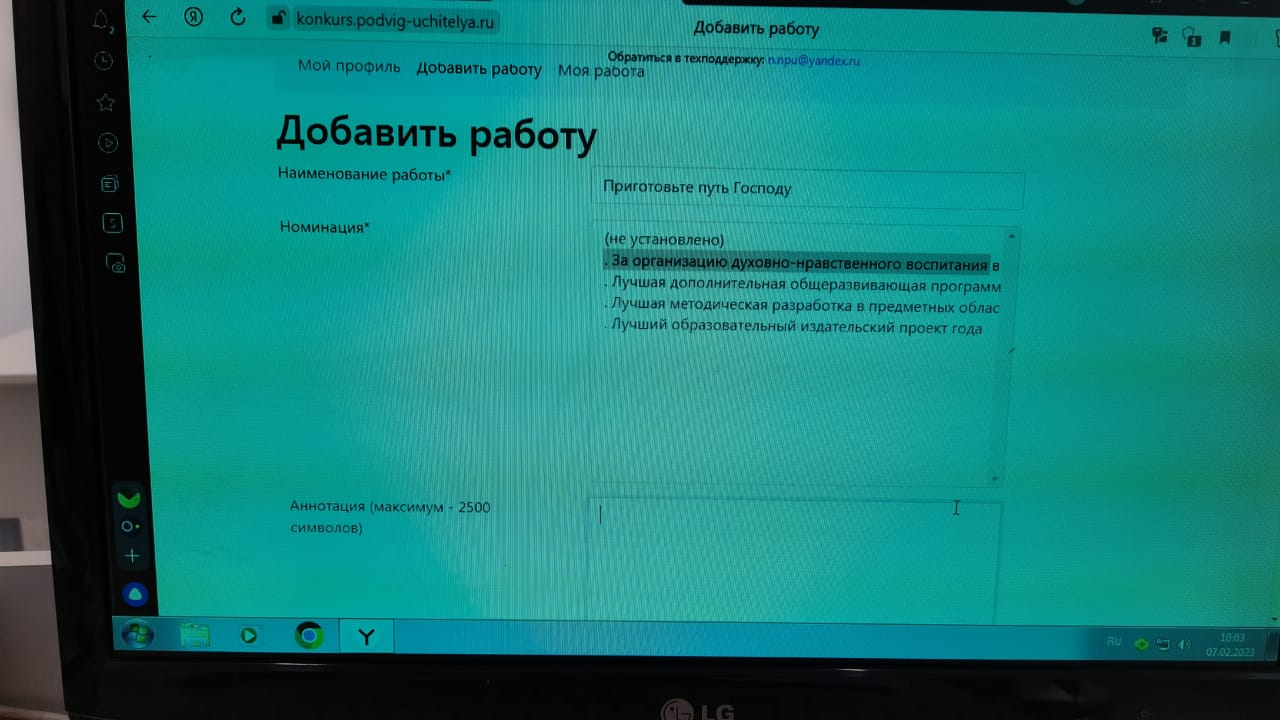 konkurs.podvig-uchitelya.ru
Добавить работу
Обратиться в техподдержку: n.npu@yandex.ru
Мой профиль Добавить работу Моя работа
Добавить работу
Наименование работы*
Приготовьте путь Господу
Номинация*
(не установлено)
. За организацию духовно-нравственного воспитания в
. Лучшая дополнительная общеразвивающая программ
. Лучшая методическая разработка в предметных облас
. Лучший образовательный издательский проект года
Аннотация (максимум - 2500
символов)
RU
10:03
07.02.2023
LG